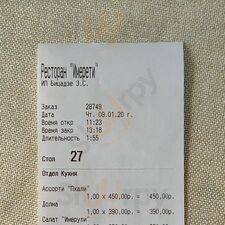 Ресторан "Имерети"
ИП Бицадзе З.С.
Заказ 28749
Дата Чт. 09.01.20 г.
Время откр 11:23
Время закр 13:18
Длительность 1:55
Стол 27
Отдел Кухня
Ассорти "Пхали"
1,00 x 450,00р. = 450,00р.
Долма
1,00 x 390,00р. = 390,00р.
Салат "Имерули"
350,00р.